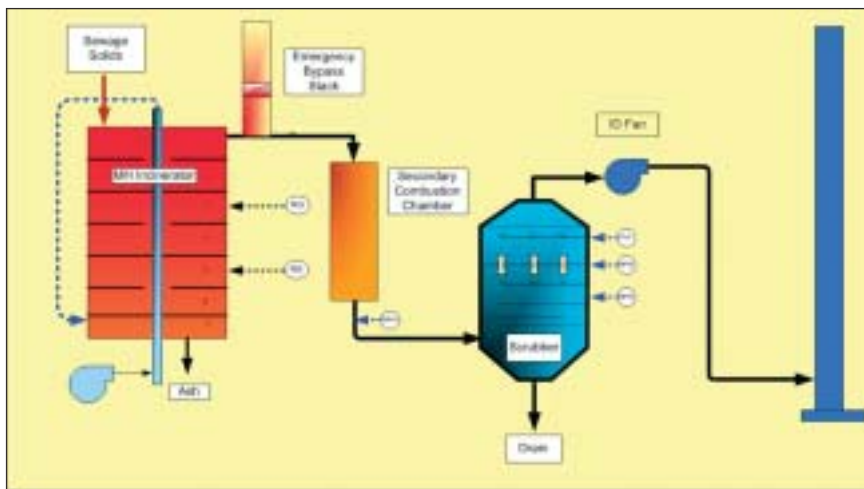 Sewage
Solids
Emergency
Bypass
Stack
ID Fan
MH Incinerator
Secondary
Combustion
Chamber
Scrubber
Ash
Drain